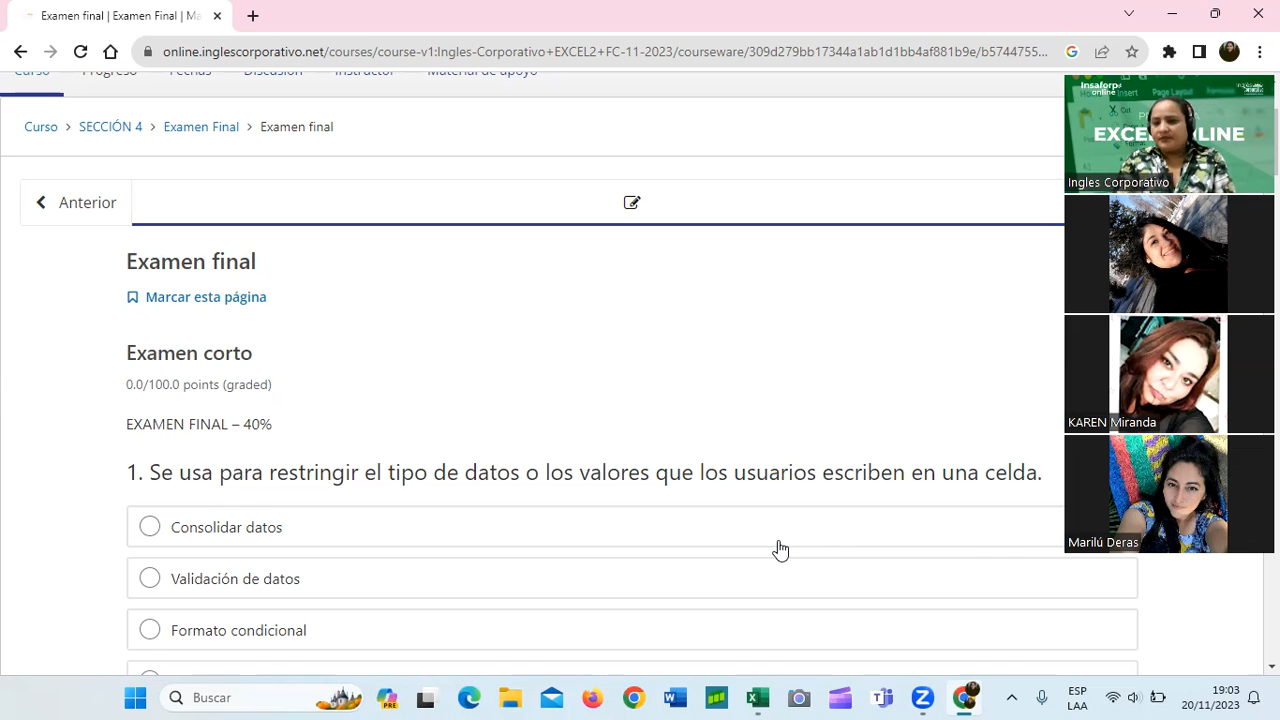 Examen final | Examen Final | Ma
online.inglescorporativo.net/courses/course-v1:Ingles-Corporativo+EXCEL2+FC-11-2023/courseware/309d279bb17344a1ab1d1bb4af881b9e/b5744755...
Curso Progreso Fechas Discusión Instructor Material de apoyo
Curso > SECCIÓN 4 > Examen Final > Examen final
Anterior
Examen final
Marcar esta página
Examen corto
0.0/100.0 points (graded)
EXAMEN FINAL – 40%
1. Se usa para restringir el tipo de datos o los valores que los usuarios escriben en una celda.
Consolidar datos
Validación de datos
Formato condicional
Insaforp
online
Insert
Page Layout
Cut
Ingles Corporativo
KAREN Miranda
Marilú Deras
Buscar
ESP
LAA
19:03
20/11/2023